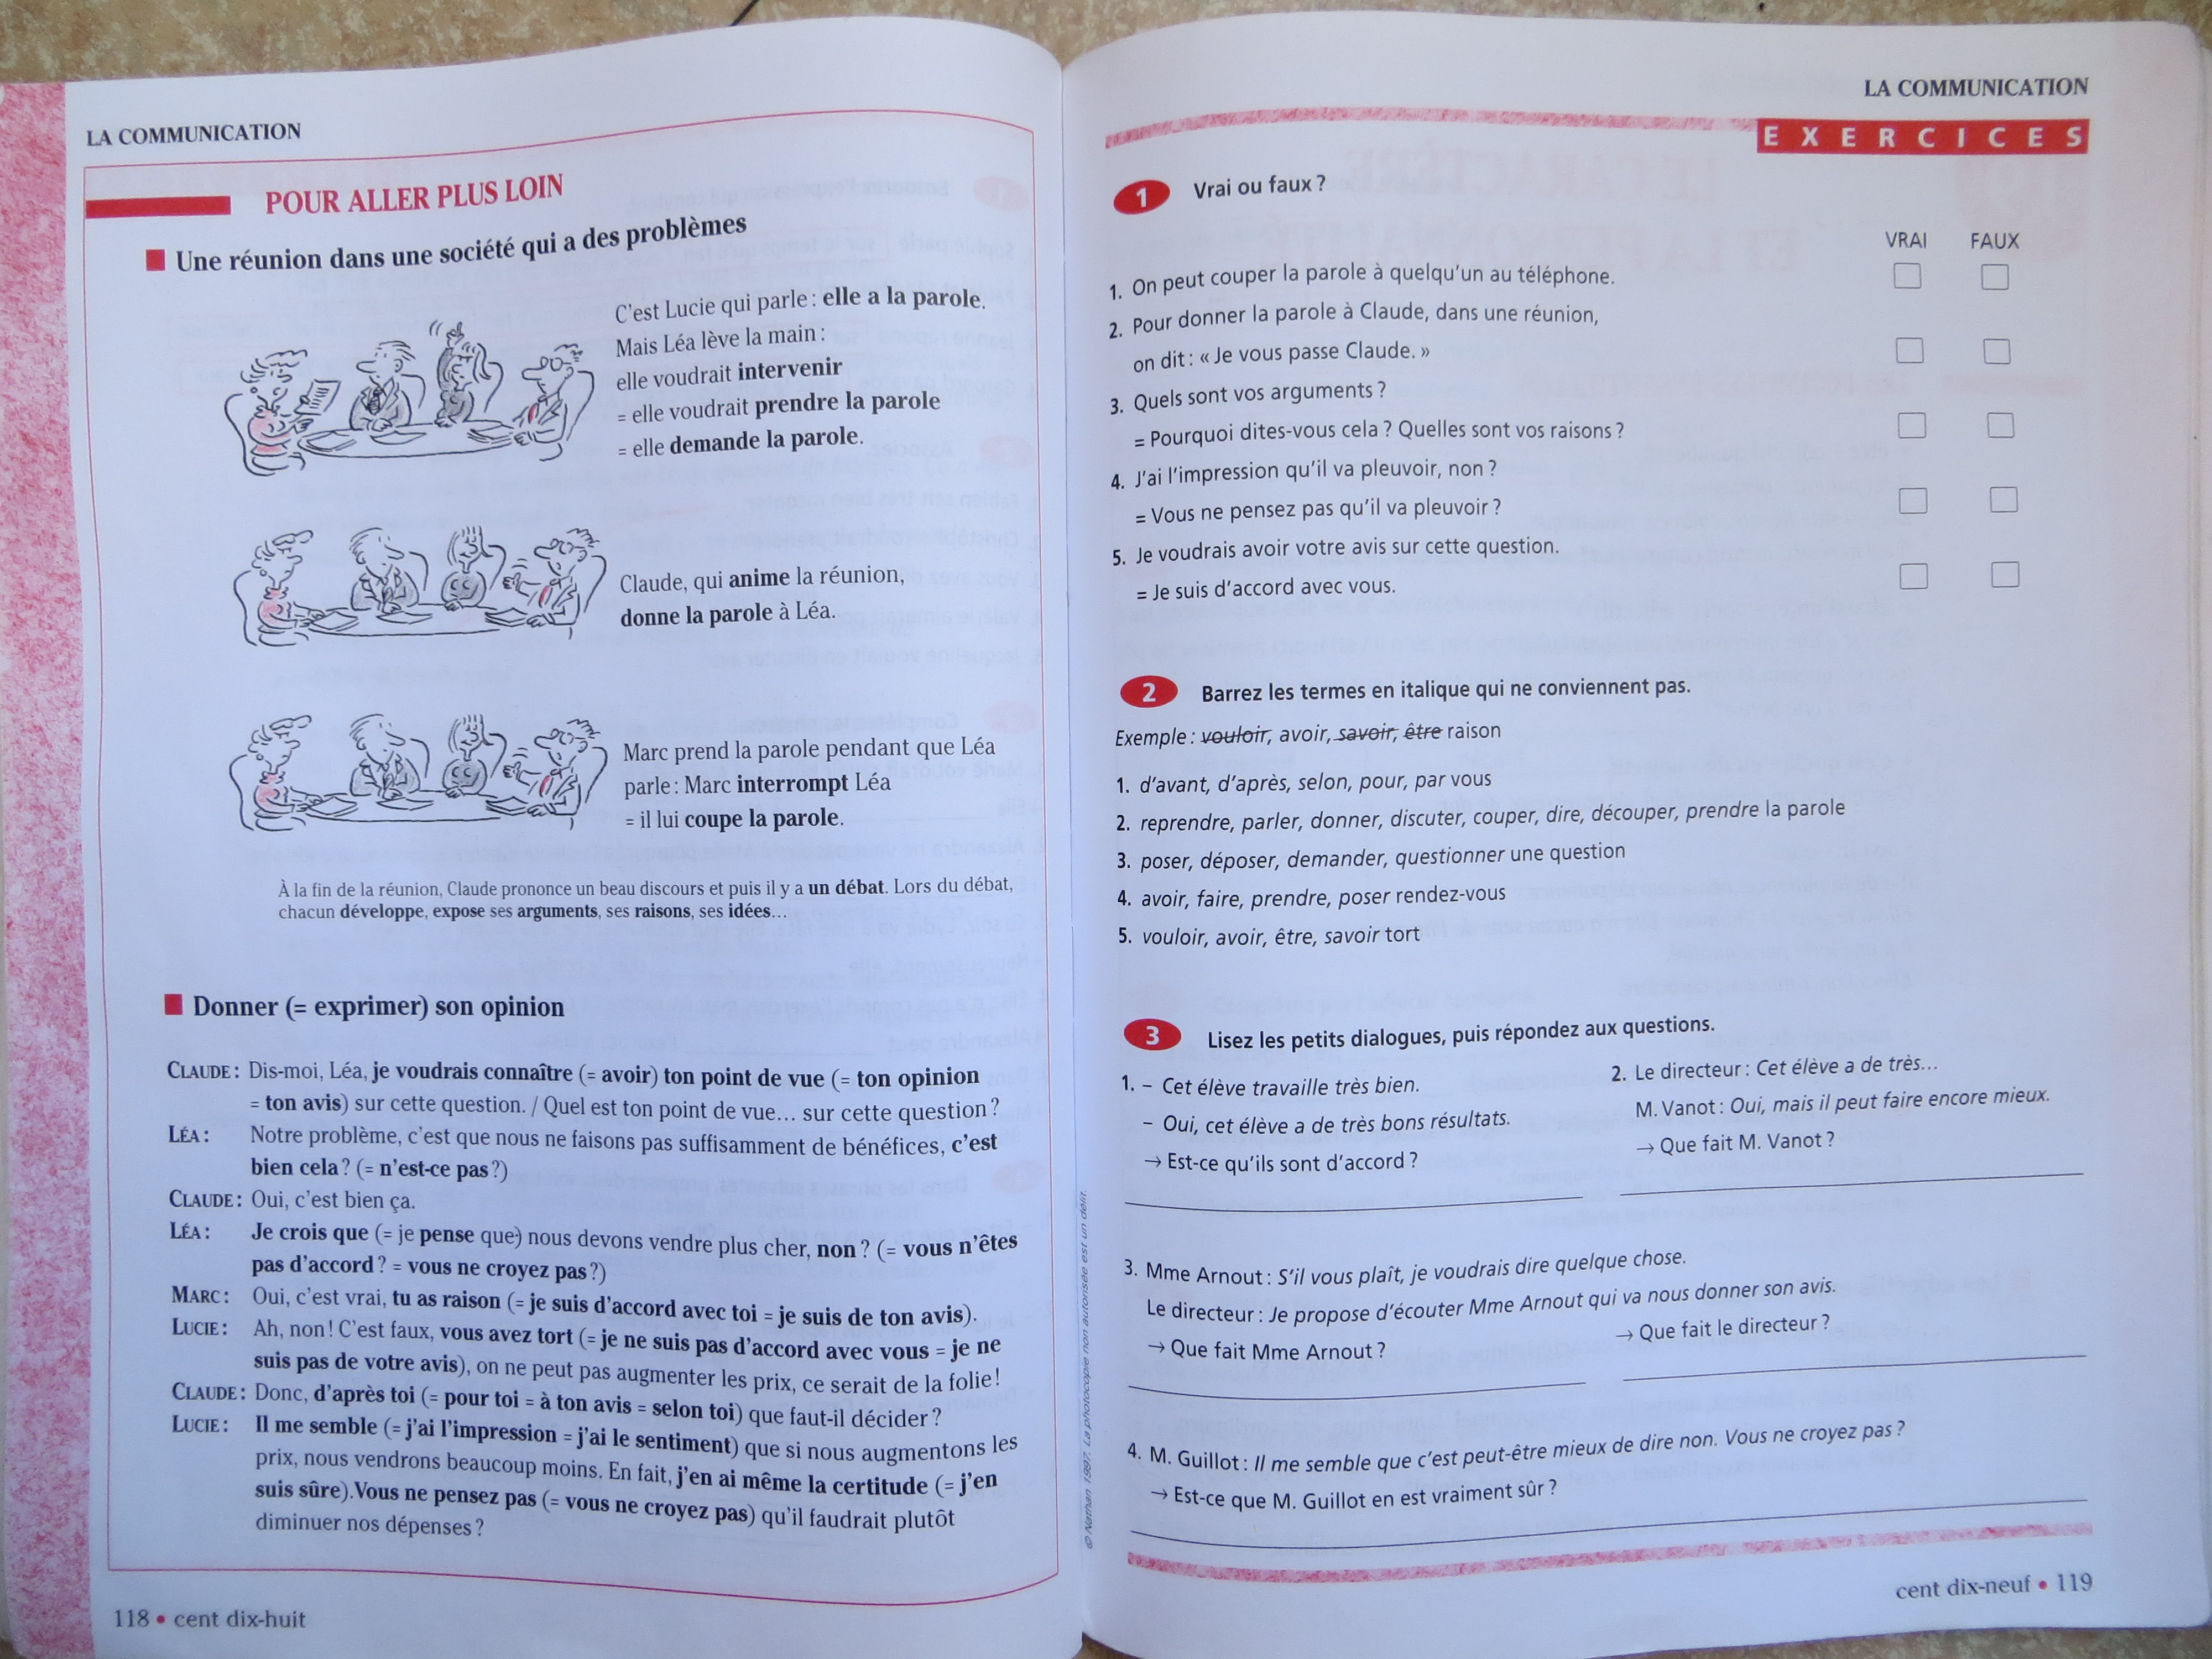 LA COMMUNICATION
POUR ALLER PLUS LOIN
Une réunion dans une société qui a des problèmes
C'est Lucie qui parle : elle a la parole.
Mais Léa lève la main :
elle voudrait intervenir
= elle voudrait prendre la parole
= elle demande la parole.
Claude, qui anime la réunion,
donne la parole à Léa.
Marc prend la parole pendant que Léa
parle : Marc interrompt Léa
= il lui coupe la parole.
À la fin de la réunion, Claude prononce un beau discours et puis il y a un débat. Lors du débat,
chacun développe, expose ses arguments, ses raisons, ses idées…
Donner (= exprimer) son opinion
CLAUDE : Dis-moi, Léa, je voudrais connaître (= avoir) ton point de vue (= ton opinion
= ton avis) sur cette question. / Quel est ton point de vue… sur cette question ?
LÉA : Notre problème, c'est que nous ne faisons pas suffisamment de bénéfices, c'est
bien cela ? (= n'est-ce pas ?)
CLAUDE : Oui, c'est bien ça.
LÉA : Je crois que (= je pense que) nous devons vendre plus cher, non ? (= vous n'êtes
pas d'accord ? = vous ne croyez pas ?)
MARC : Oui, c'est vrai, tu as raison (= je suis d'accord avec toi = je suis de ton avis).
LUCIE : Ah, non ! C'est faux, vous avez tort (= je ne suis pas d'accord avec vous = je ne
suis pas de votre avis), on ne peut pas augmenter les prix, ce serait de la folie !
CLAUDE : Donc, d'après toi (= pour toi = à ton avis = selon toi) que faut-il décider ?
LUCIE : Il me semble (= j'ai l'impression = j'ai le sentiment) que si nous augmentons les
prix, nous vendrons beaucoup moins. En fait, j'en ai même la certitude (= j'en
suis sûre). Vous ne pensez pas (= vous ne croyez pas) qu'il faudrait plutôt
diminuer nos dépenses ?
118 • cent dix-huit
© Nathan 1997. La photocopie non autorisée est un délit.
LA COMMUNICATION
EXERCICES
1 Vrai ou faux ?
VRAI FAUX
1. On peut couper la parole à quelqu'un au téléphone.
2. Pour donner la parole à Claude, dans une réunion,
on dit : « Je vous passe Claude. »
3. Quels sont vos arguments ?
= Pourquoi dites-vous cela ? Quelles sont vos raisons ?
4. J'ai l'impression qu'il va pleuvoir, non ?
= Vous ne pensez pas qu'il va pleuvoir ?
5. Je voudrais avoir votre avis sur cette question.
= Je suis d'accord avec vous.
2 Barrez les termes en italique qui ne conviennent pas.
Exemple : vouloir, avoir, savoir, être raison
1. d'avant, d'après, selon, pour, par vous
2. reprendre, parler, donner, discuter, couper, dire, découper, prendre la parole
3. poser, déposer, demander, questionner une question
4. avoir, faire, prendre, poser rendez-vous
5. vouloir, avoir, être, savoir tort
3 Lisez les petits dialogues, puis répondez aux questions.
1. – Cet élève travaille très bien.
– Oui, cet élève a de très bons résultats.
→ Est-ce qu'ils sont d'accord ?
2. Le directeur : Cet élève a de très…
M. Vanot : Oui, mais il peut faire encore mieux.
→ Que fait M. Vanot ?
3. Mme Arnout : S'il vous plaît, je voudrais dire quelque chose.
Le directeur : Je propose d'écouter Mme Arnout qui va nous donner son avis.
→ Que fait Mme Arnout ?
→ Que fait le directeur ?
4. M. Guillot : Il me semble que c'est peut-être mieux de dire non. Vous ne croyez pas ?
→ Est-ce que M. Guillot en est vraiment sûr ?
cent dix-neuf • 119